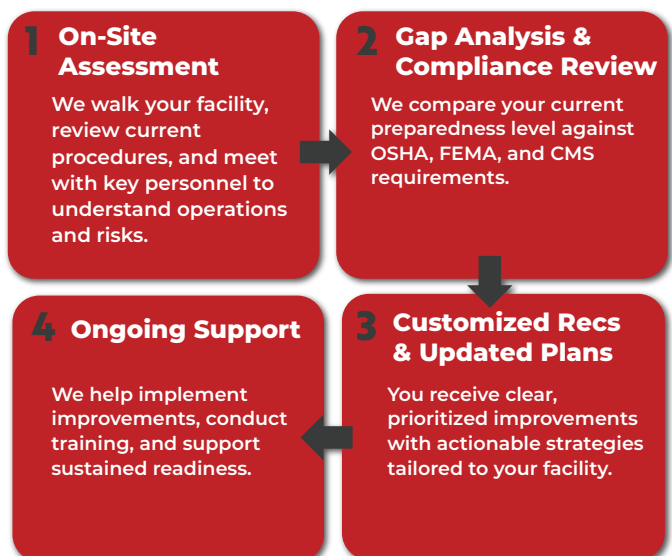 1 On-Site
Assessment
We walk your facility,
review current
procedures, and meet
with key personnel to
understand operations
and risks.
2 Gap Analysis &
Compliance Review
We compare your current
preparedness level against
OSHA, FEMA, and CMS
requirements.
3 Customized Recs
& Updated Plans
You receive clear,
prioritized improvements
with actionable strategies
tailored to your facility.
4 Ongoing Support
We help implement
improvements, conduct
training, and support
sustained readiness.